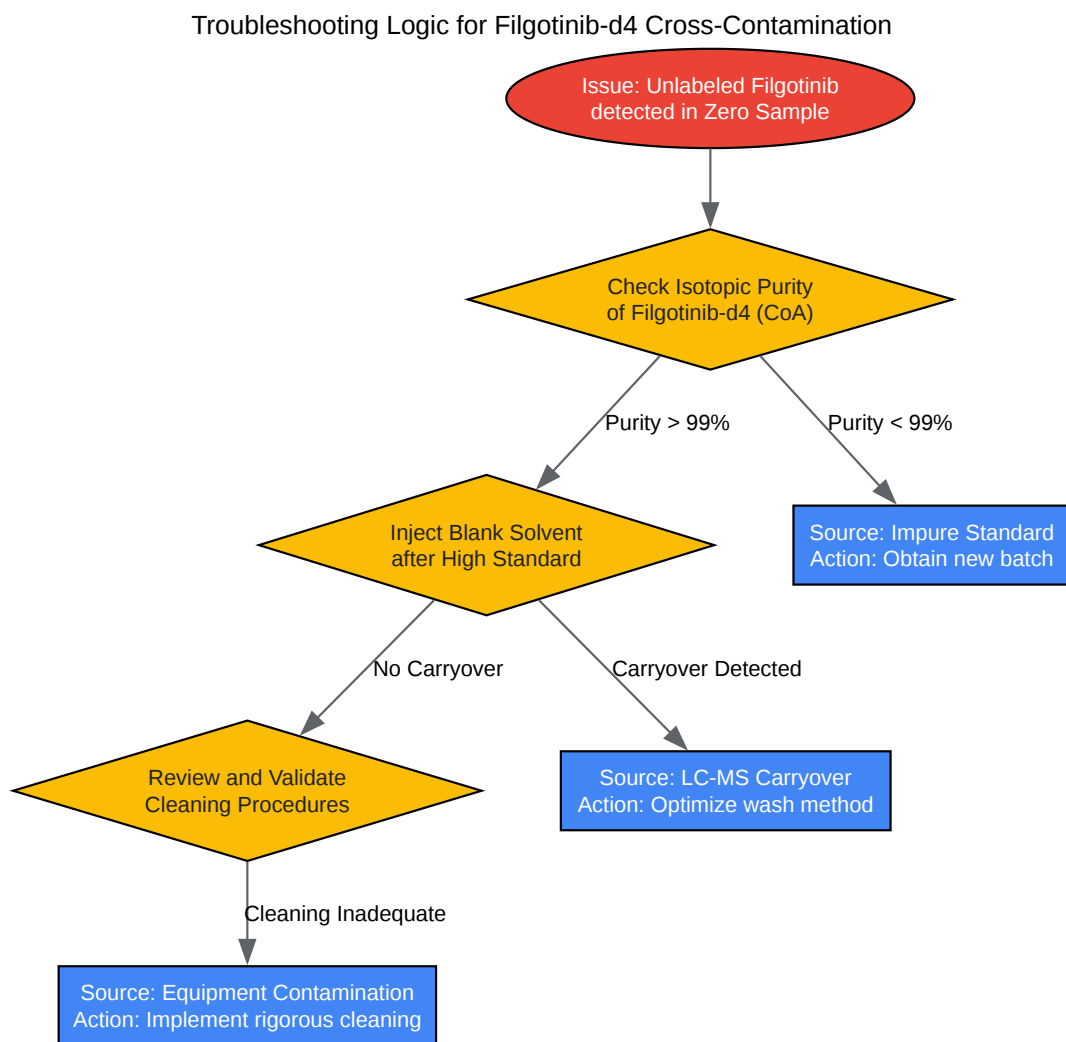 Troubleshooting Logic for Filgotinib-d4 Cross-Contamination
Issue: Unlabeled Filgotinib
detected in Zero Sample
Check Isotopic Purity
of Filgotinib-d4 (CoA)
Purity > 99%
Purity < 99%
Inject Blank Solvent
after High Standard
Source: Impure Standard
Action: Obtain new batch
No Carryover
Carryover Detected
Review and Validate
Cleaning Procedures
Source: LC-MS Carryover
Action: Optimize wash method
Cleaning Inadequate
Source: Equipment Contamination
Action: Implement rigorous cleaning